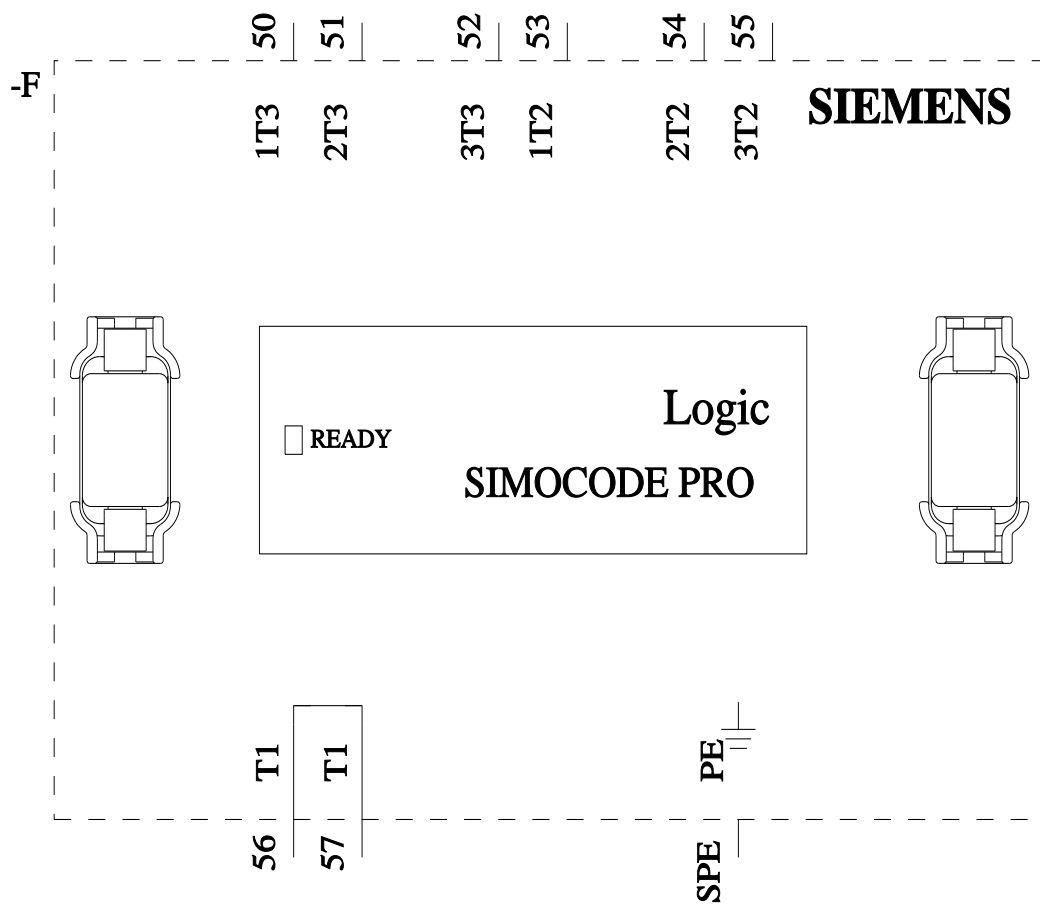 50 51 52 53 54 55
-F
1T3 2T3 3T3 1T2 2T2 3T2
SIEMENS
Logic
READY
SIMOCODE PRO
T1 T1 PE
56 57 SPE